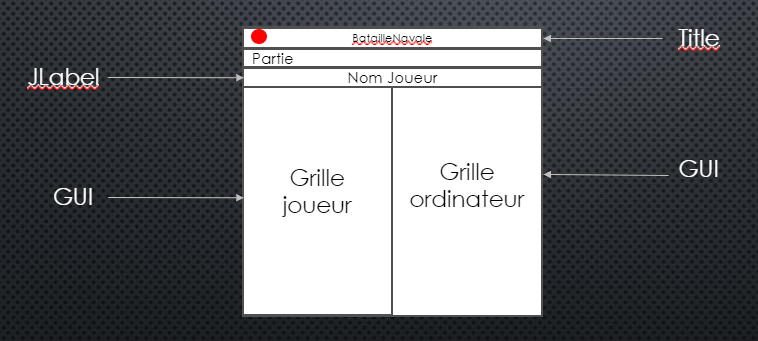 BatailleNavale
Title
Partie
JLabel
Nom Joueur
Grille
joueur
Grille
ordinateur
GUI
GUI